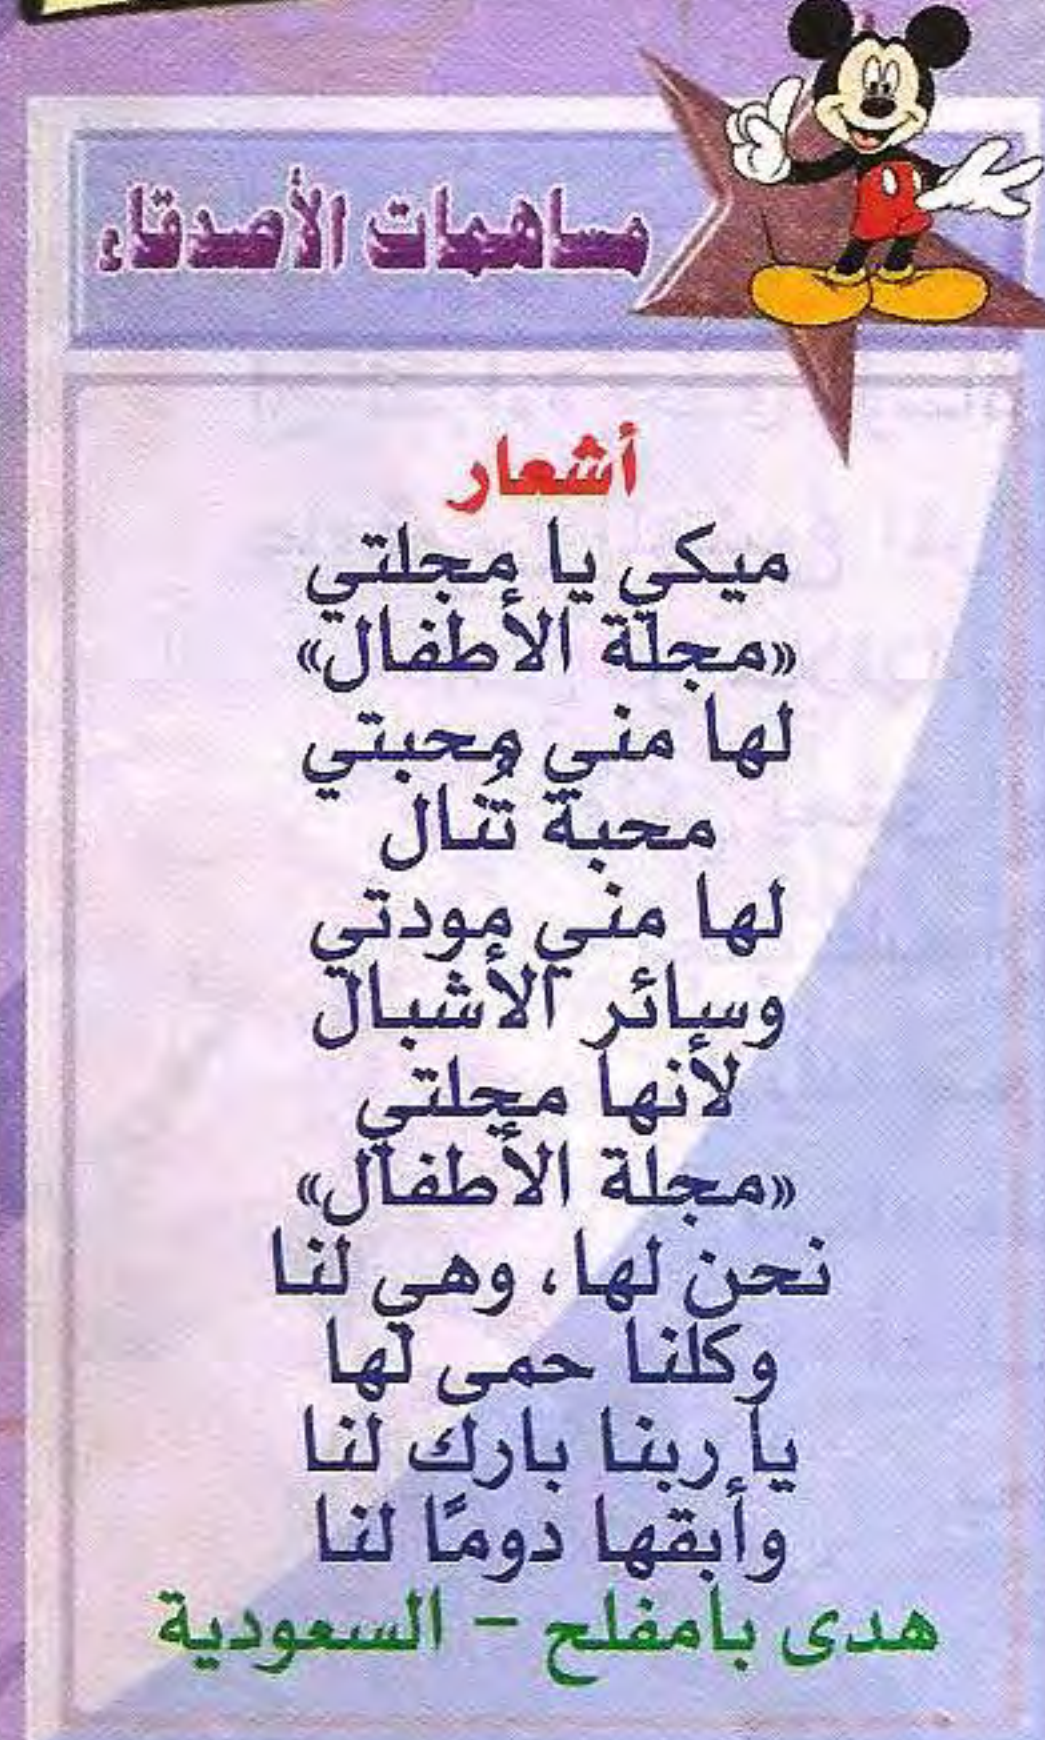 مساهمات الأصدقاء
أشعار
ميكي يا مجلتي
«مجلة الأطفال»
لها مني محبتي
محبة تُنال
لها مني مودتي
وسائر الأشبال
لأنها مجلتي
«مجلة الأطفال»
نحن لها، وهي لنا
وكلنا حمى لها
يا ربنا بارك لنا
وأبقها دومًا لنا
هدى بامفلح - السعودية